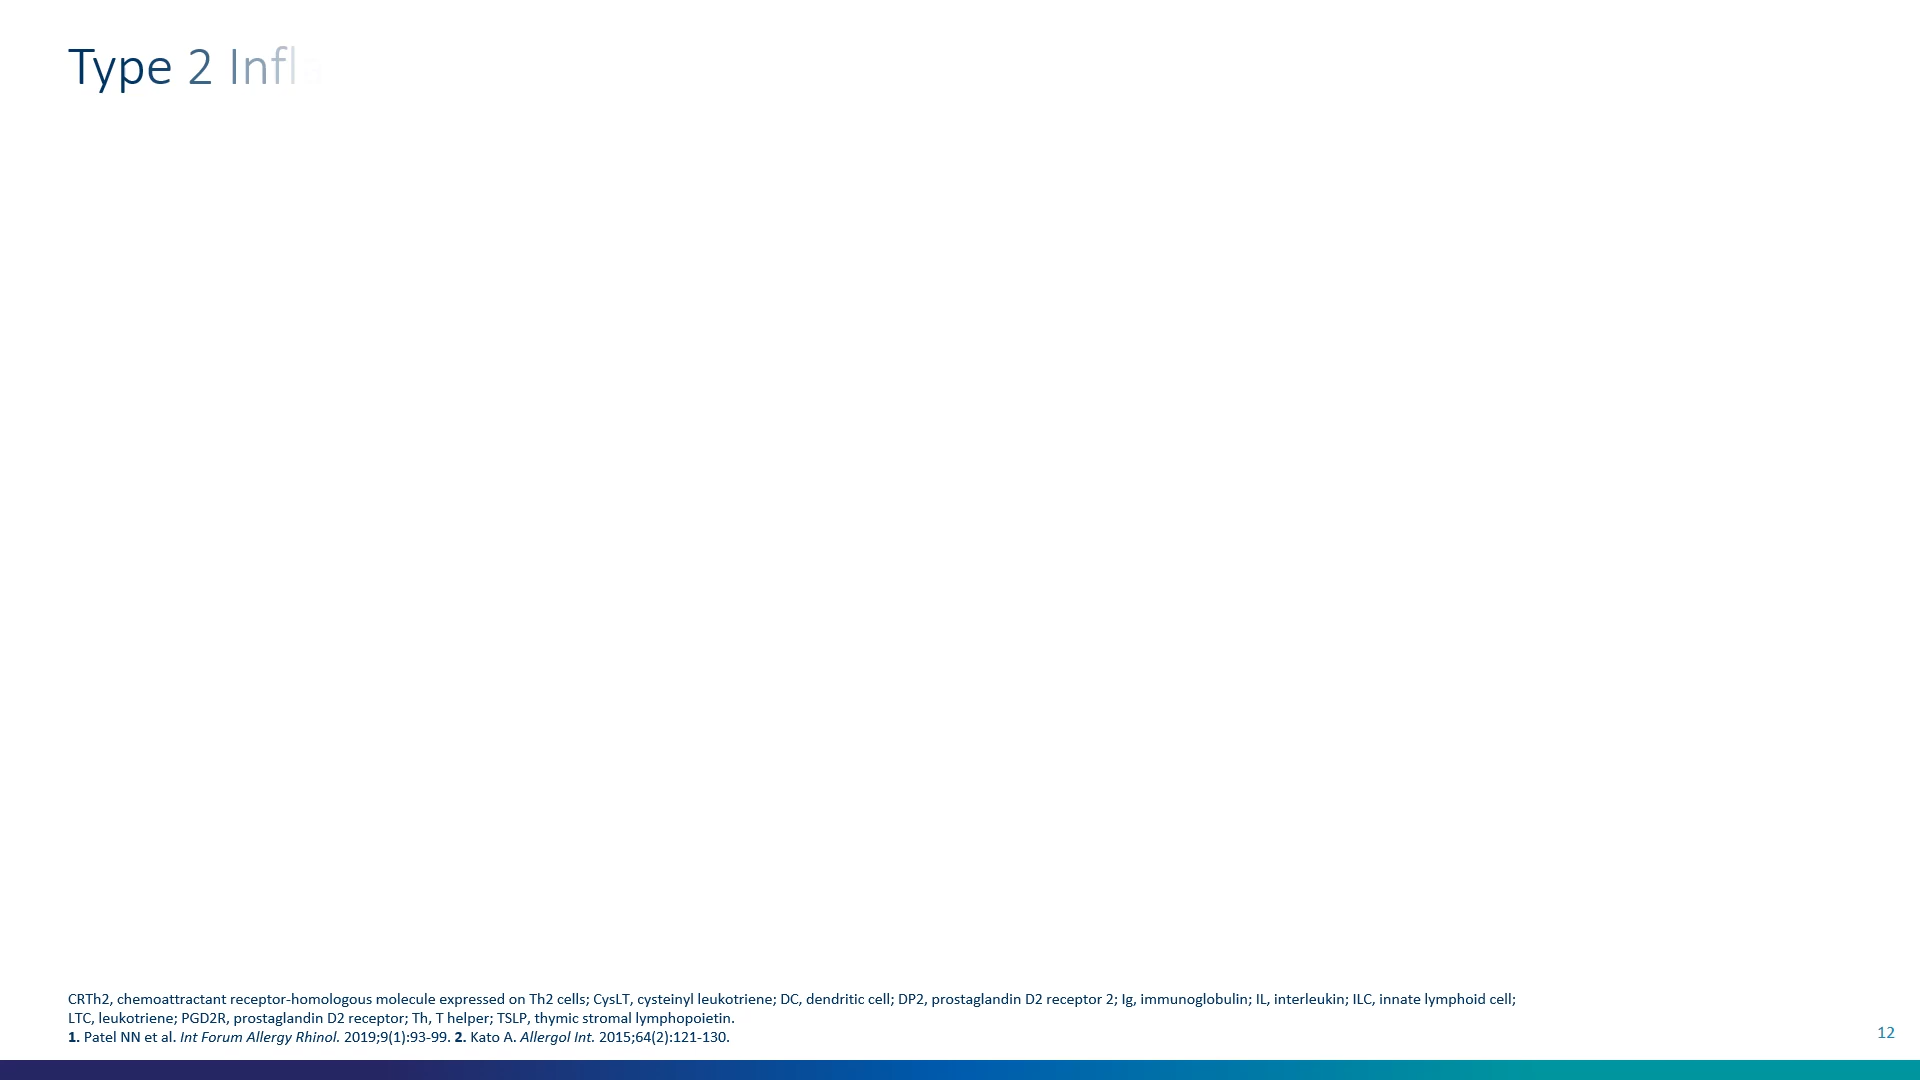 Type 2 Infla
CRTh2, chemoattractant receptor-homologous molecule expressed on Th2 cells; CysLT, cysteinyl leukotriene; DC, dendritic cell; DP2, prostaglandin D2 receptor 2; Ig, immunoglobulin; IL, interleukin; ILC, innate lymphoid cell;
LTC, leukotriene; PGD2R, prostaglandin D2 receptor; Th, T helper; TSLP, thymic stromal lymphopoietin.
1. Patel NN et al. Int Forum Allergy Rhinol. 2019;9(1):93-99. 2. Kato A. Allergol Int. 2015;64(2):121-130.
12